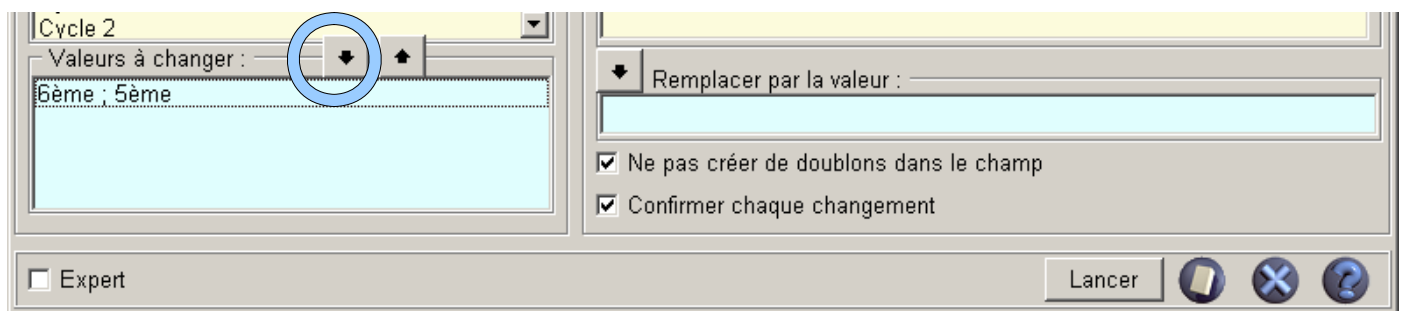 Cycle 2
Valeurs à changer :
6ème ; 5ème
Remplacer par la valeur :
Ne pas créer de doublons dans le champ
Confirmer chaque changement
Expert
Lancer